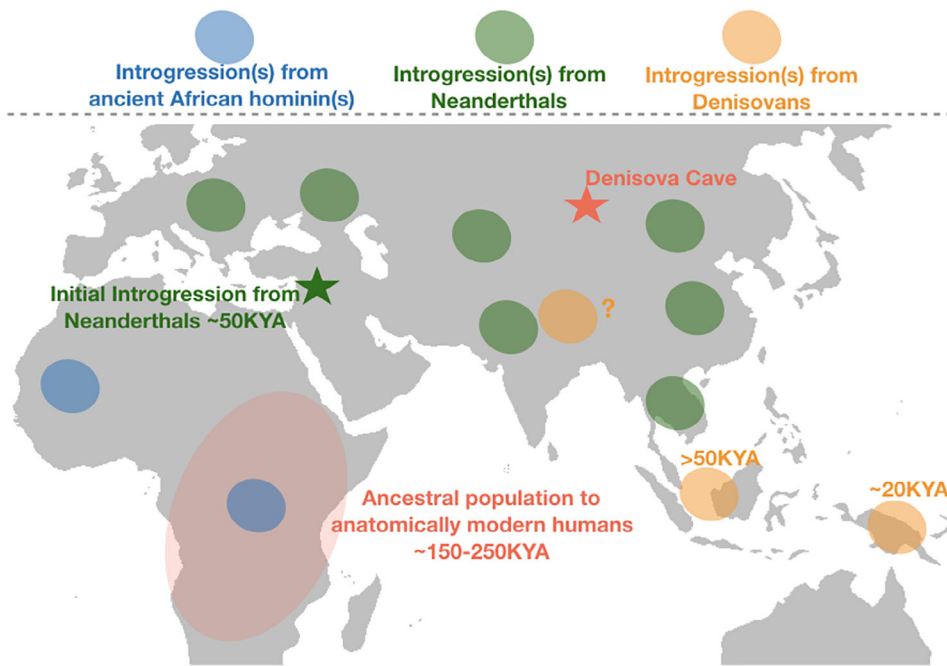 Introgression(s) from
ancient African hominin(s)
Introgression(s) from
Neanderthals
Introgression(s) from
Denisovans
Denisova Cave
Initial Introgression from
Neanderthals ~50KYA
?
>50KYA
~20KYA
Ancestral population to
anatomically modern humans
~150-250KYA